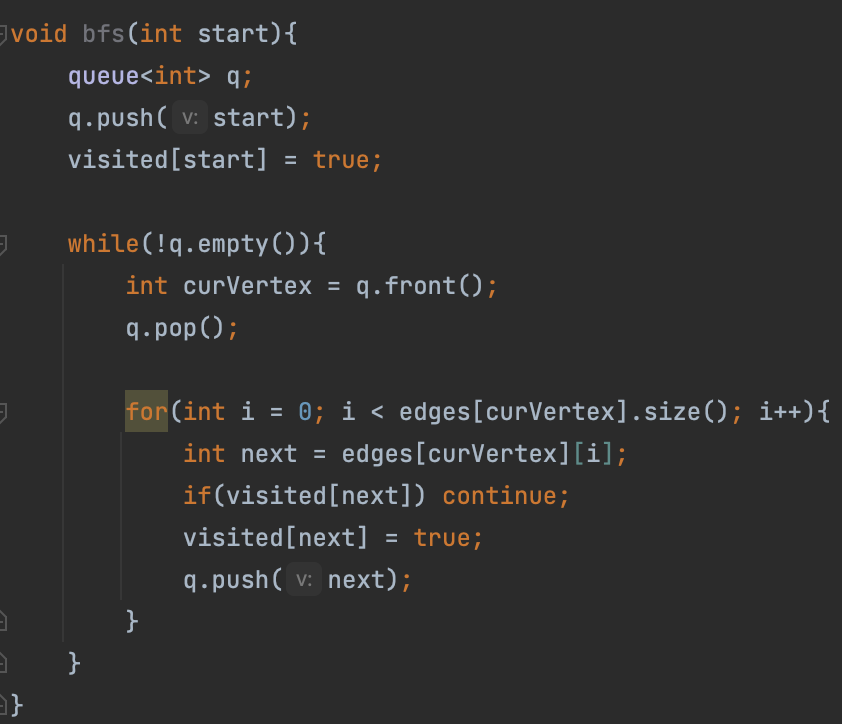 void bfs(int start){
queue<int> q;
q.push( v: start);
visited[start] = true;
while(!q.empty()){
int curVertex = q.front();
q.pop();
for(int i = 0; i < edges[curVertex].size(); i++){
int next = edges[curVertex][i];
if(visited[next]) continue;
visited[next] = true;
q.push( v: next);
}
}
}